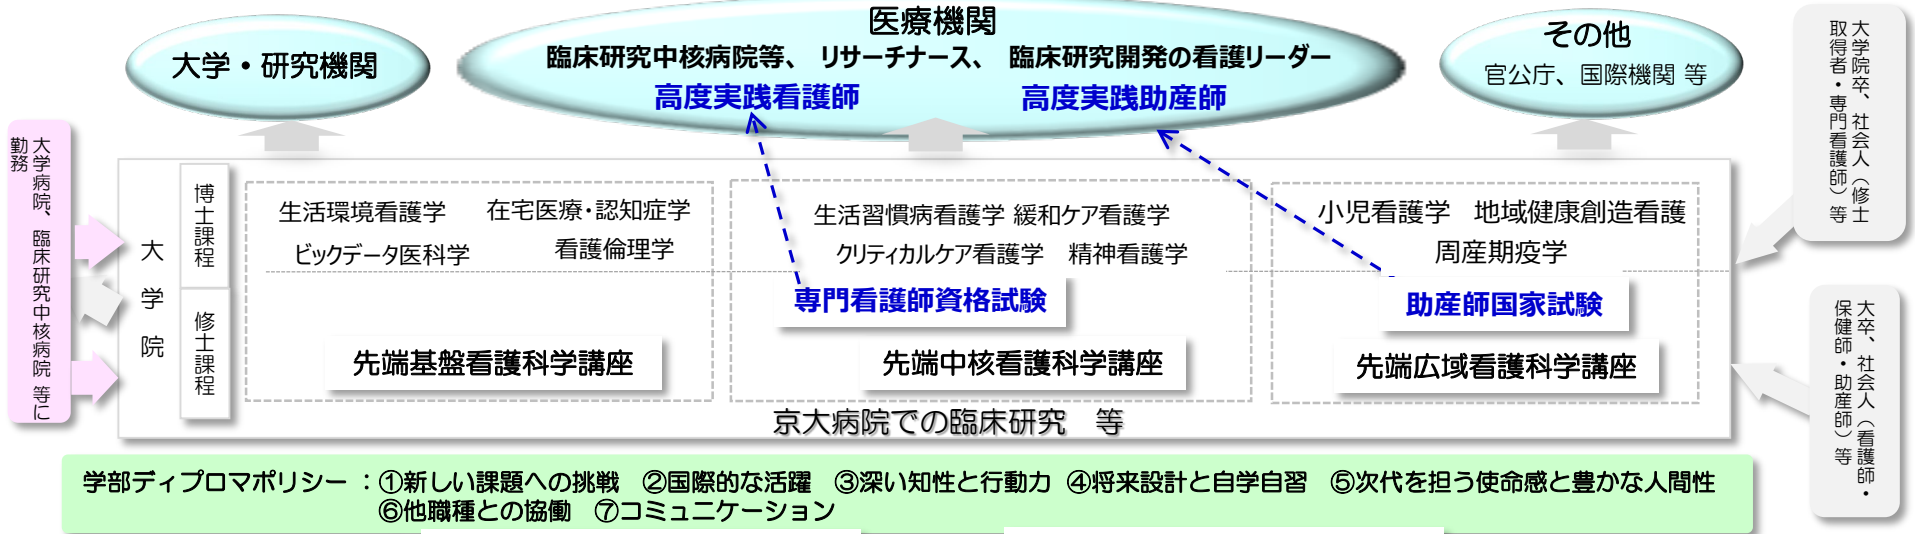 大学・研究機関
医療機関
臨床研究中核病院等、 リサーチナース、 臨床研究開発の看護リーダー
高度実践看護師 高度実践助産師
その他
官公庁、国際機関 等
大学院卒、社会人（修士
取得者・専門看護師）等
大学病院、臨床研究中核病院 等に
勤務
大学院
博士課程
修士課程
生活環境看護学 在宅医療・認知症学
ビックデータ医科学 看護倫理学
先端基盤看護科学講座
生活習慣病看護学 緩和ケア看護学
クリティカルケア看護学 精神看護学
専門看護師資格試験
先端中核看護科学講座
小児看護学 地域健康創造看護
周産期疫学
助産師国家試験
先端広域看護科学講座
京大病院での臨床研究 等
大卒、社会人（看護師・
保健師・助産師）等
学部ディプロマポリシー ：①新しい課題への挑戦 ②国際的な活躍 ③深い知性と行動力 ④将来設計と自学自習 ⑤次代を担う使命感と豊かな人間性
⑥他職種との協働 ⑦コミュニケーション